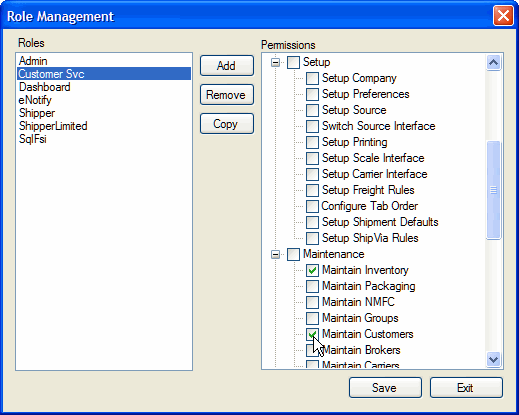 Role Management
Roles
Admin
Customer Svc
Dashboard
eNotify
Shipper
ShipperLimited
SqlFsi
Add
Remove
Copy
Permissions
Setup
Setup Company
Setup Preferences
Setup Source
Switch Source Interface
Setup Printing
Setup Scale Interface
Setup Carrier Interface
Setup Freight Rules
Configure Tab Order
Setup Shipment Defaults
Setup ShipVia Rules
Maintenance
Maintain Inventory
Maintain Packaging
Maintain NMFC
Maintain Groups
Maintain Customers
Maintain Brokers
Maintain Carriers
Save
Exit